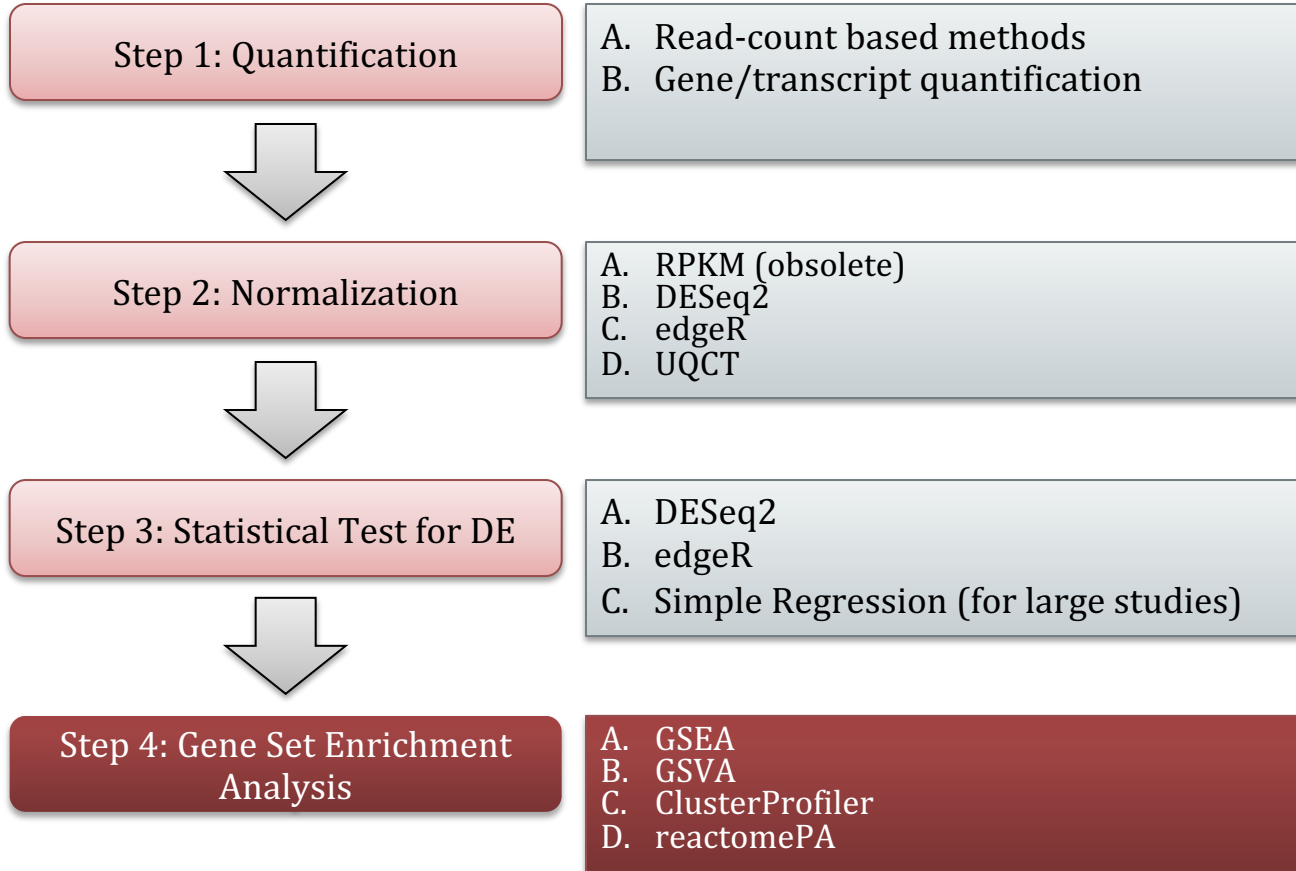 Step 1: Quantification
A. Read-count based methods
B. Gene/transcript quantification
Step 2: Normalization
A. RPKM (obsolete)
B. DESeq2
C. edgeR
D. UQCT
Step 3: Statistical Test for DE
A. DESeq2
B. edgeR
C. Simple Regression (for large studies)
Step 4: Gene Set Enrichment
Analysis
A. GSEA
B. GSVA
C. ClusterProfiler
D. reactomePA